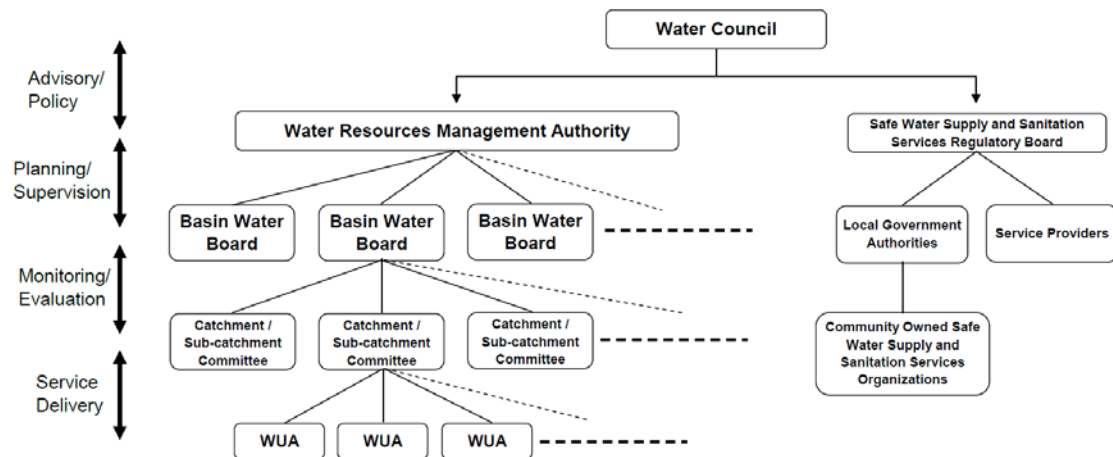 Water Council
Advisory/
Policy
Water Resources Management Authority
Safe Water Supply and Sanitation
Services Regulatory Board
Planning/
Supervision
Basin Water
Board
Basin Water
Board
Basin Water
Board
Local Government
Authorities
Service Providers
Monitoring/
Evaluation
Catchment /
Sub-catchment
Committee
Catchment /
Sub-catchment
Committee
Catchment /
Sub-catchment
Committee
Community Owned Safe
Water Supply and
Sanitation Services
Organizations
Service
Delivery
WUA
WUA
WUA